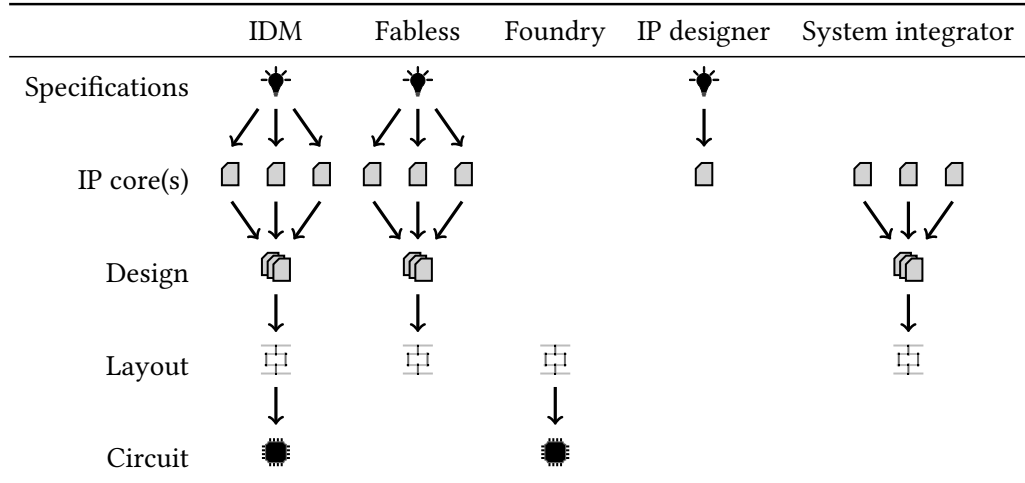 IDM Fabless Foundry IP designer System integrator
Specifications
IP core(s)
Design
Layout
Circuit